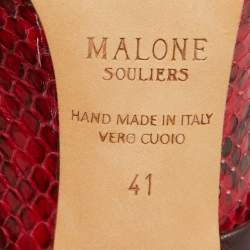 MALONE
SOULIERS
HAND MADE IN ITALY
VERO CUOIO
41